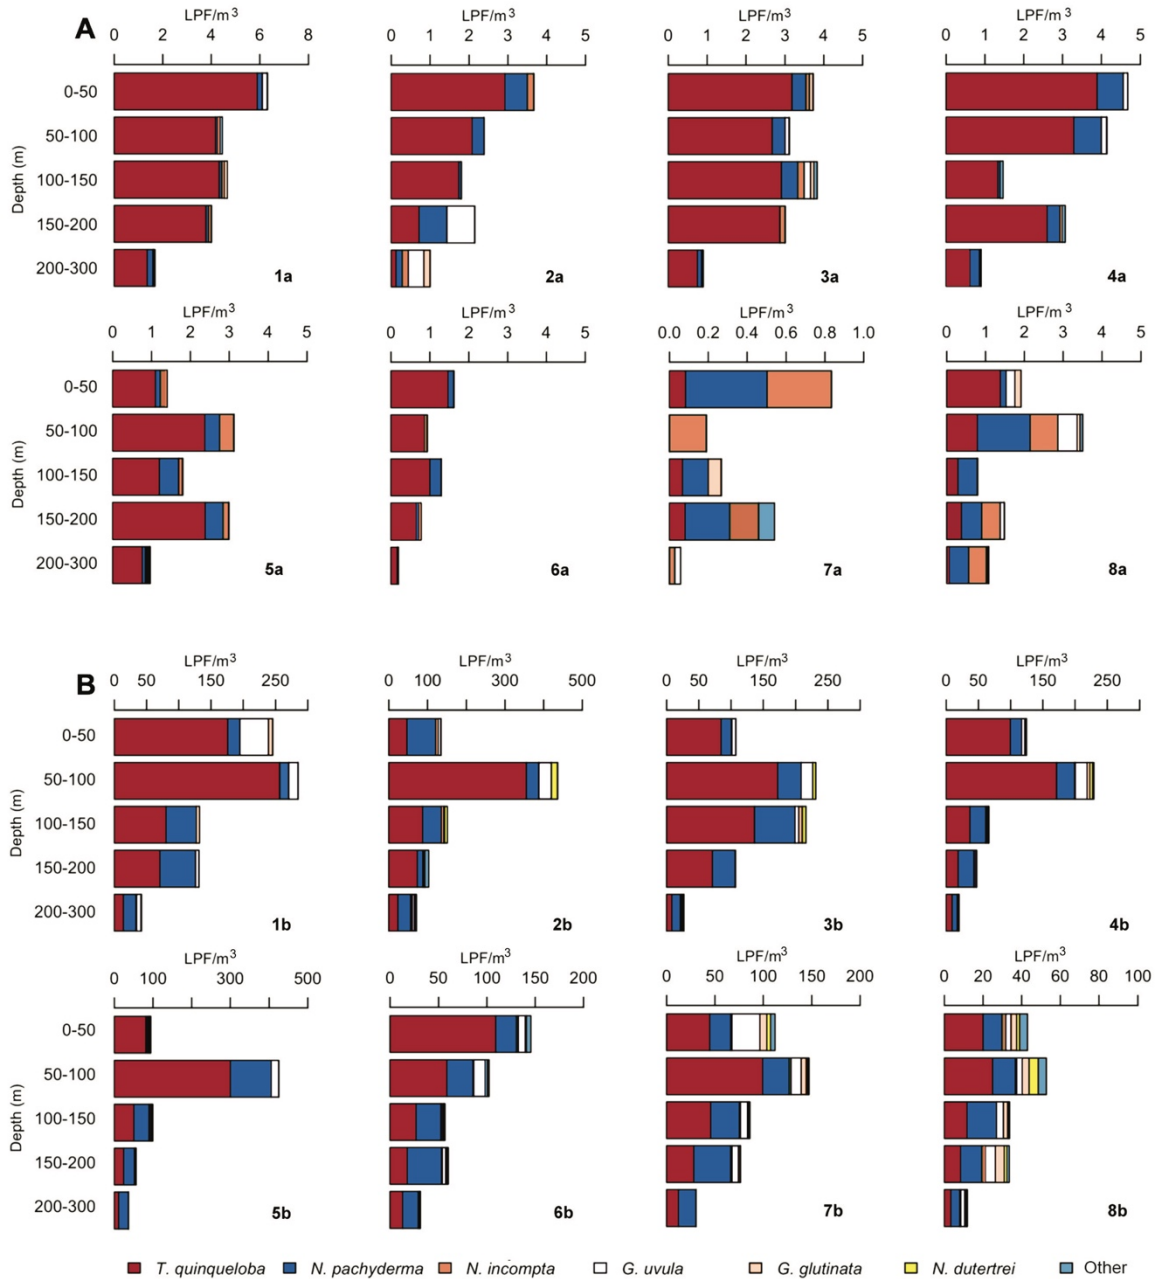 A
LPF/m³ LPF/m³ LPF/m³ LPF/m³
0 2 4 6 8 0 1 2 3 4 5 0 1 2 3 4 5 0 1 2 3 4 5
Depth (m)
0-50
50-100
100-150
150-200
200-300
1a 2a 3a 4a
LPF/m³ LPF/m³ LPF/m³ LPF/m³
0 1 2 3 4 5 0 1 2 3 4 5 0.0 0.2 0.4 0.6 0.8 1.0 0 1 2 3 4 5
Depth (m)
0-50
50-100
100-150
150-200
200-300
5a 6a 7a 8a
B
LPF/m³ LPF/m³ LPF/m³ LPF/m³
0 50 150 250 0 100 300 500 0 50 150 250 0 50 150 250
Depth (m)
0-50
50-100
100-150
150-200
200-300
1b 2b 3b 4b
LPF/m³ LPF/m³ LPF/m³ LPF/m³
0 100 300 500 0 50 100 150 200 0 50 100 150 200 0 20 40 60 80 100
Depth (m)
0-50
50-100
100-150
150-200
200-300
5b 6b 7b 8b
T. quinqueloba N. pachyderma N. incompta G. uvula G. glutinata N. dutertrei Other